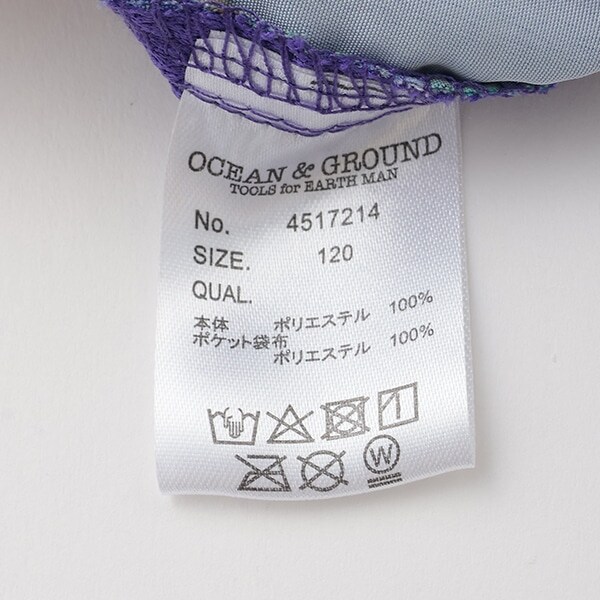 OCEAN & GROUND
TOOLS for EARTH MAN
No. 4517214
SIZE. 120
QUAL.
本体 ポリエステル 100%
ポケット袋布
ポリエステル 100%
W